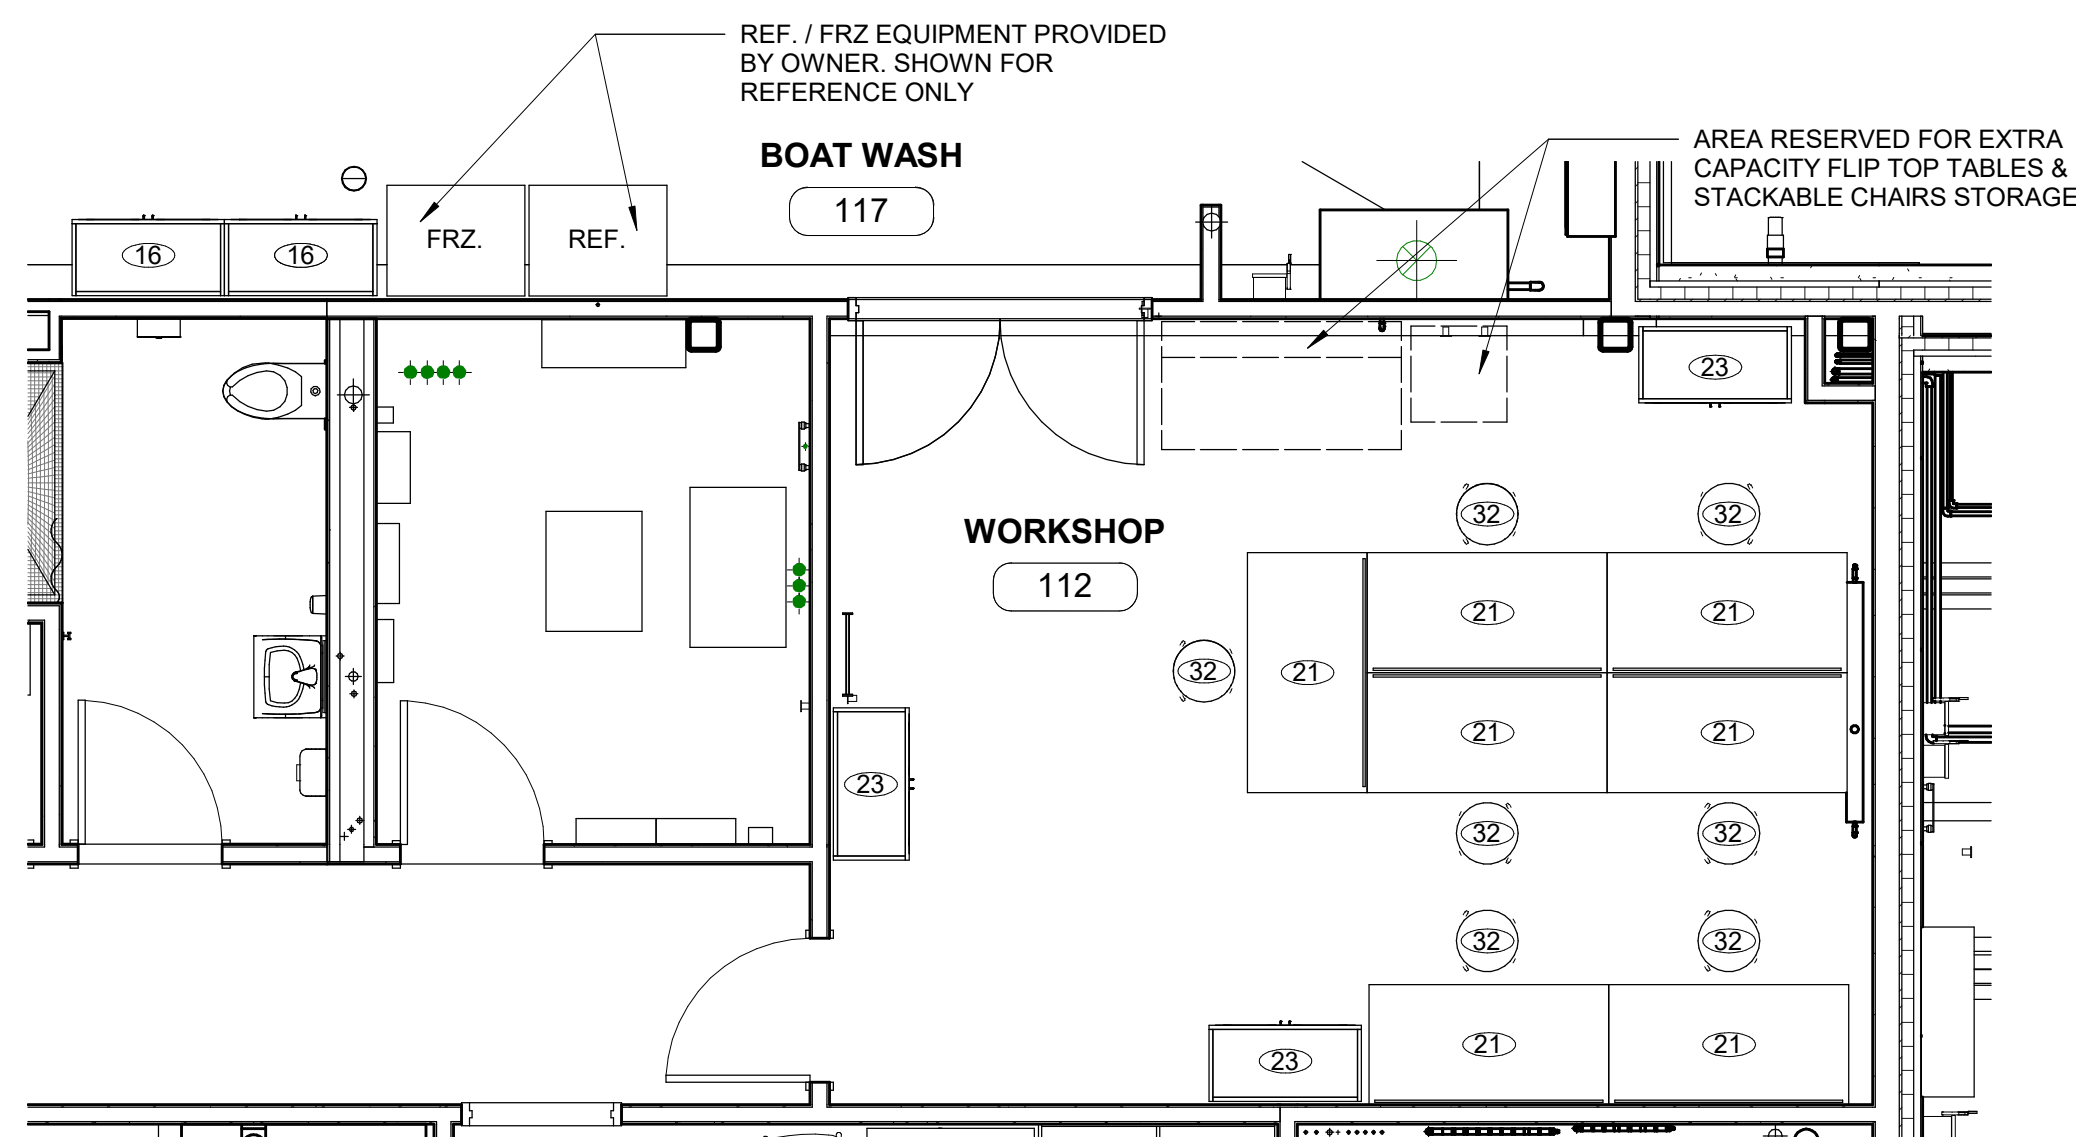 REF. / FRZ EQUIPMENT PROVIDED
BY OWNER. SHOWN FOR
REFERENCE ONLY
BOAT WASH
117
AREA RESERVED FOR EXTRA
CAPACITY FLIP TOP TABLES &
STACKABLE CHAIRS STORAGE
16 16 FRZ. REF.
23
WORKSHOP
112
32 32
21 21
32 21
21 21
23
32 32
32 32
21 21
23